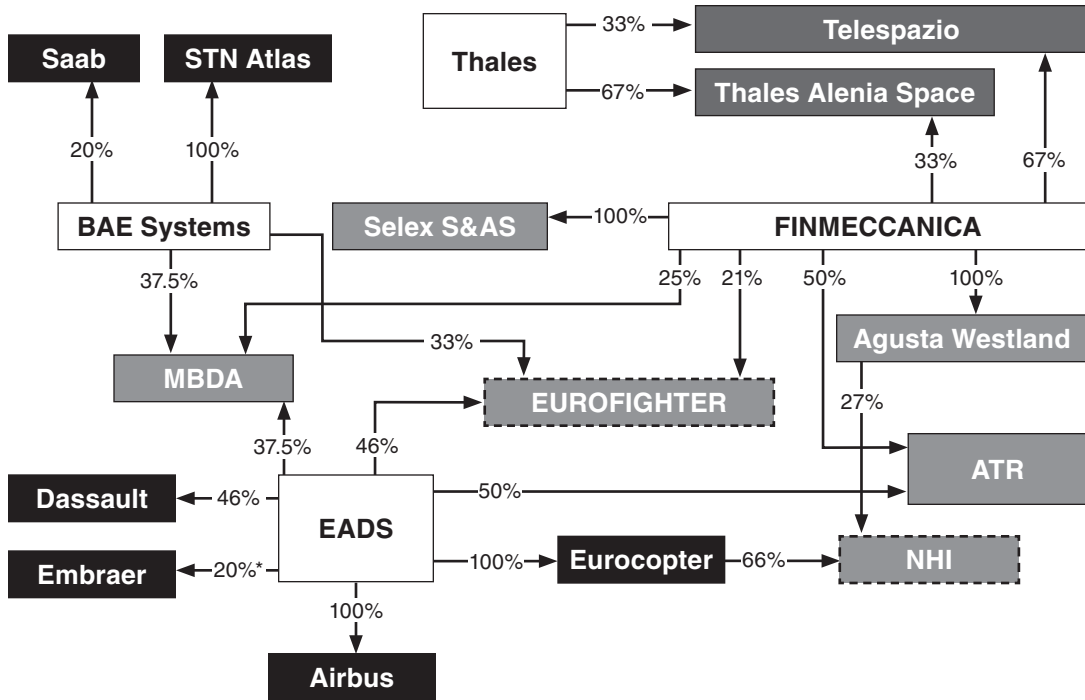 33%
Telespazio
Saab
STN Atlas
Thales
67%
Thales Alenia Space
20%
100%
33%
67%
BAE Systems
Selex S&AS
100%
FINMECCANICA
37.5%
25%
21%
50%
100%
33%
Agusta Westland
MBDA
EUROFIGHTER
27%
37.5%
46%
ATR
Dassault
46%
50%
EADS
Embraer
20%*
100%
Eurocopter
66%
NHI
100%
Airbus